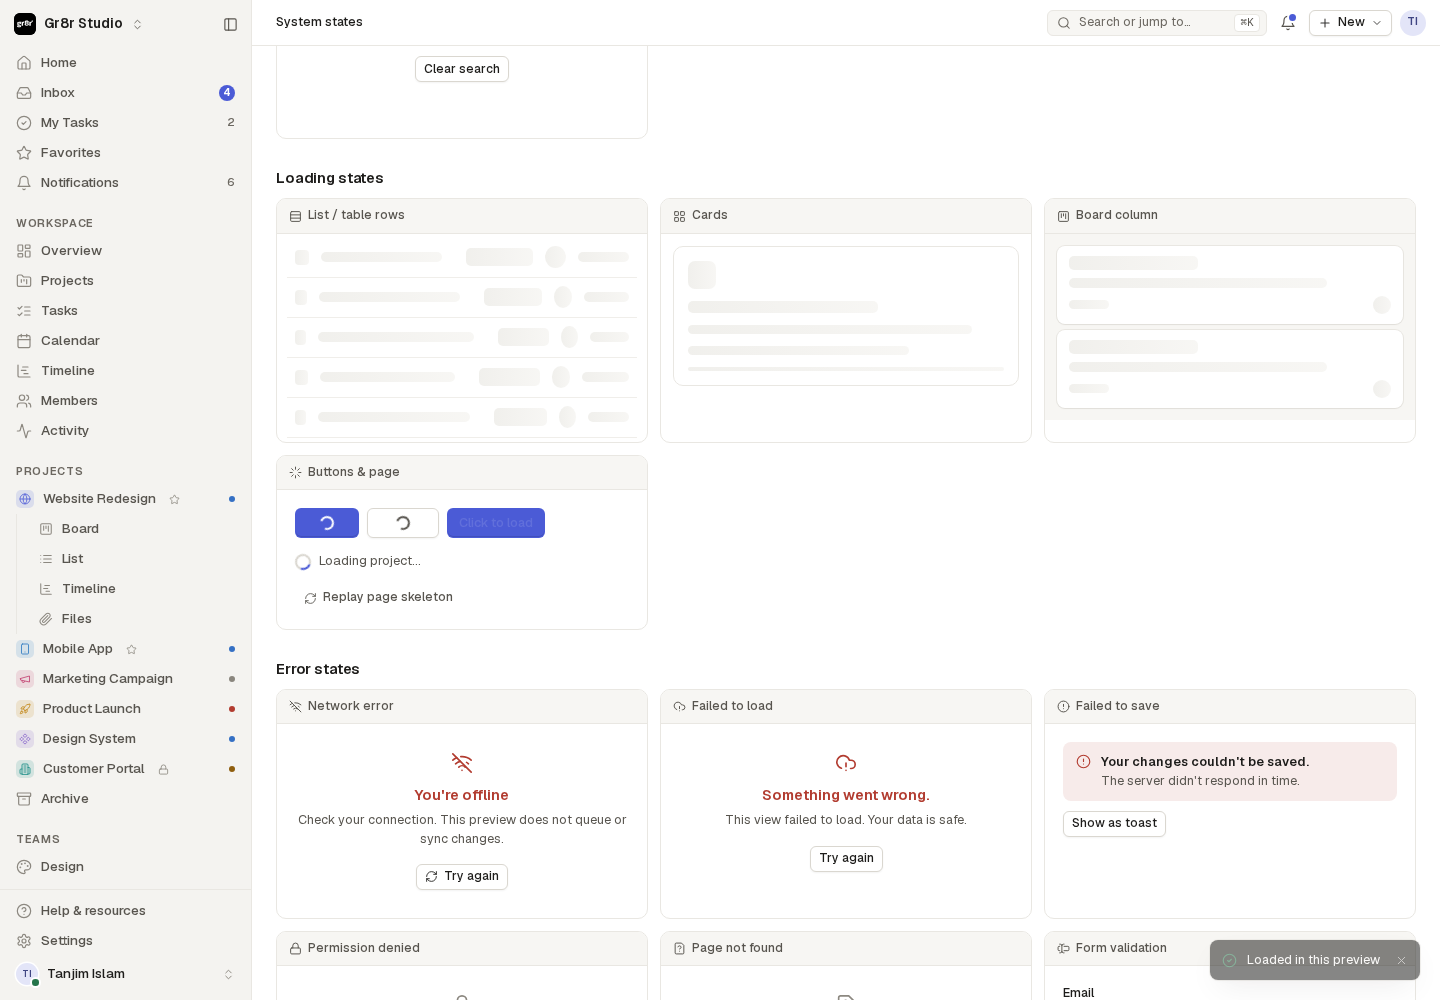 gr8r
Gr8r Studio
Home
Inbox
4
My Tasks
2
Favorites
Notifications
6
WORKSPACE
Overview
Projects
Tasks
Calendar
Timeline
Members
Activity
PROJECTS
Website Redesign
Board
List
Timeline
Files
Mobile App
Marketing Campaign
Product Launch
Design System
Customer Portal
Archive
TEAMS
Design
Help & resources
Settings
TI
Tanjim Islam
System states
Search or jump to...
⌘K
New
TI
Clear search
Loading states
List / table rows
Cards
Board column
Buttons & page
Click to load
Loading project...
Replay page skeleton
Error states
Network error
You're offline
Check your connection. This preview does not queue or
sync changes.
Try again
Failed to load
Something went wrong.
This view failed to load. Your data is safe.
Try again
Failed to save
Your changes couldn't be saved.
The server didn't respond in time.
Show as toast
Permission denied
Page not found
Form validation
Email
Loaded in this preview